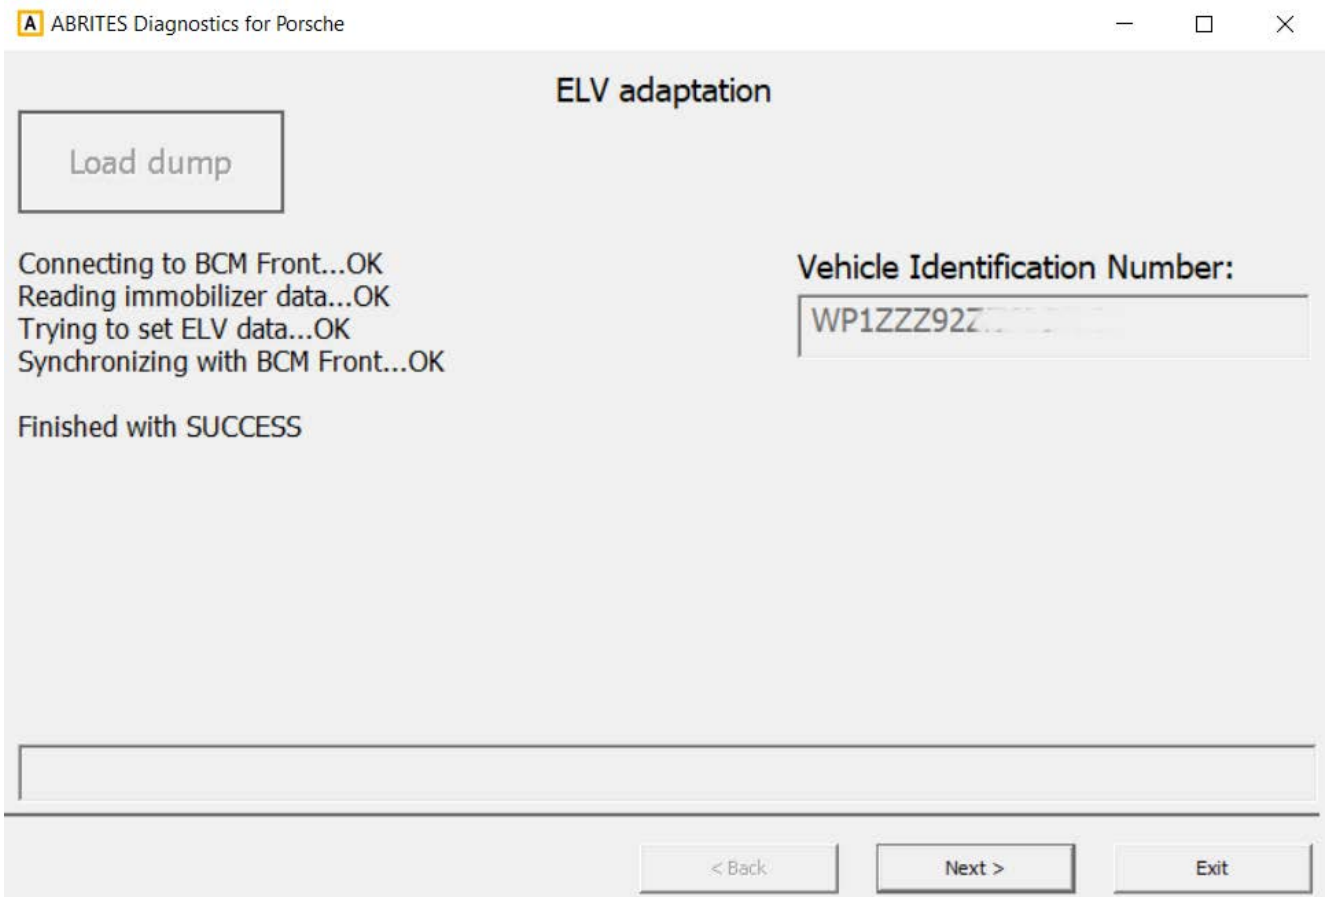 A ABRITES Diagnostics for Porsche
ELV adaptation
Load dump
Connecting to BCM Front...OK
Reading immobilizer data...OK
Trying to set ELV data...OK
Synchronizing with BCM Front...OK
Finished with SUCCESS
Vehicle Identification Number:
WP1ZZZ92Z
< Back
Next >
Exit